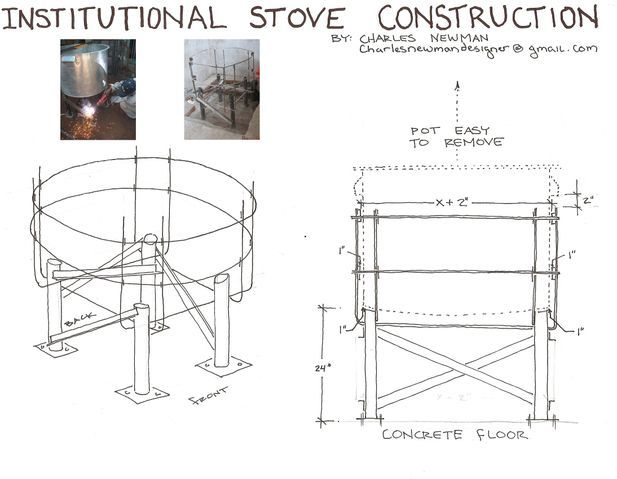 INSTITUTIONAL STOVE CONSTRUCTION
BY: CHARLES NEWMAN
Charlesnewmandesigner@gmail.com
POT EASY
TO REMOVE
X + 2"
2"
1"
1"
1"
1"
24"
X - 2"
BACK
FRONT
CONCRETE FLOOR